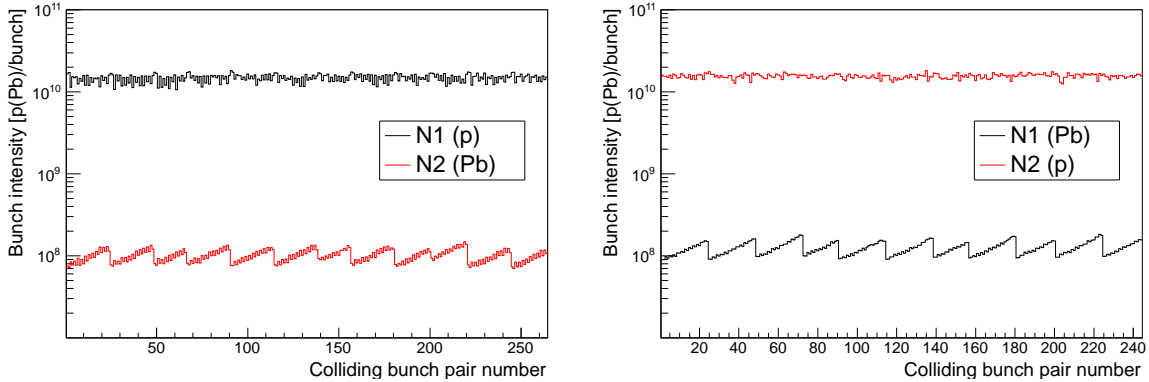 Bunch intensity [p(Pb)/bunch]
10^11
10^10
10^9
10^8
N1 (p)
N2 (Pb)
50 100 150 200 250
Colliding bunch pair number
Bunch intensity [p(Pb)/bunch]
10^11
10^10
10^9
10^8
N1 (Pb)
N2 (p)
20 40 60 80 100 120 140 160 180 200 220 240
Colliding bunch pair number